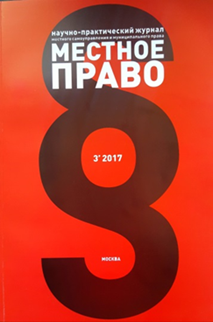 научно-практический журнал
местного самоуправления и муниципального права
МЕСТНОЕ
ПРАВО
3' 2017
МОСКВА